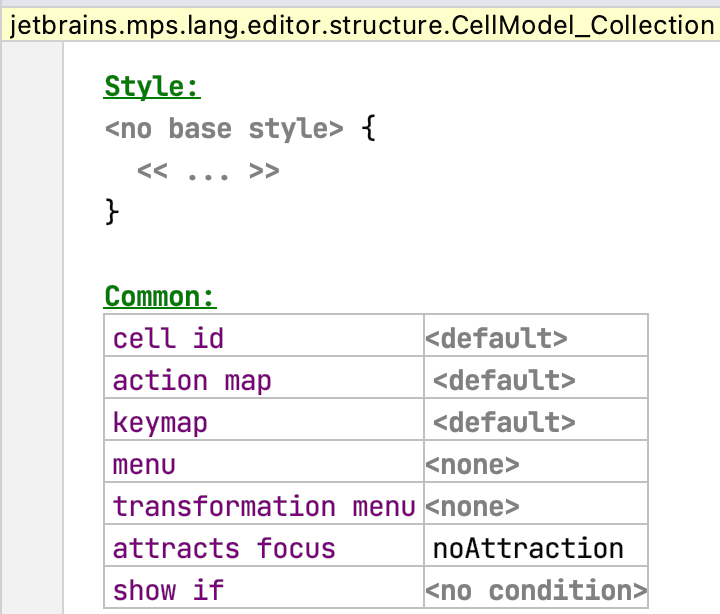 jetbrains.mps.lang.editor.structure.CellModel_Collection
Style:
<no base style> {
<< ... >>
}
Common:
cell id <default>
action map <default>
keymap <default>
menu <none>
transformation menu <none>
attracts focus noAttraction
show if <no condition>